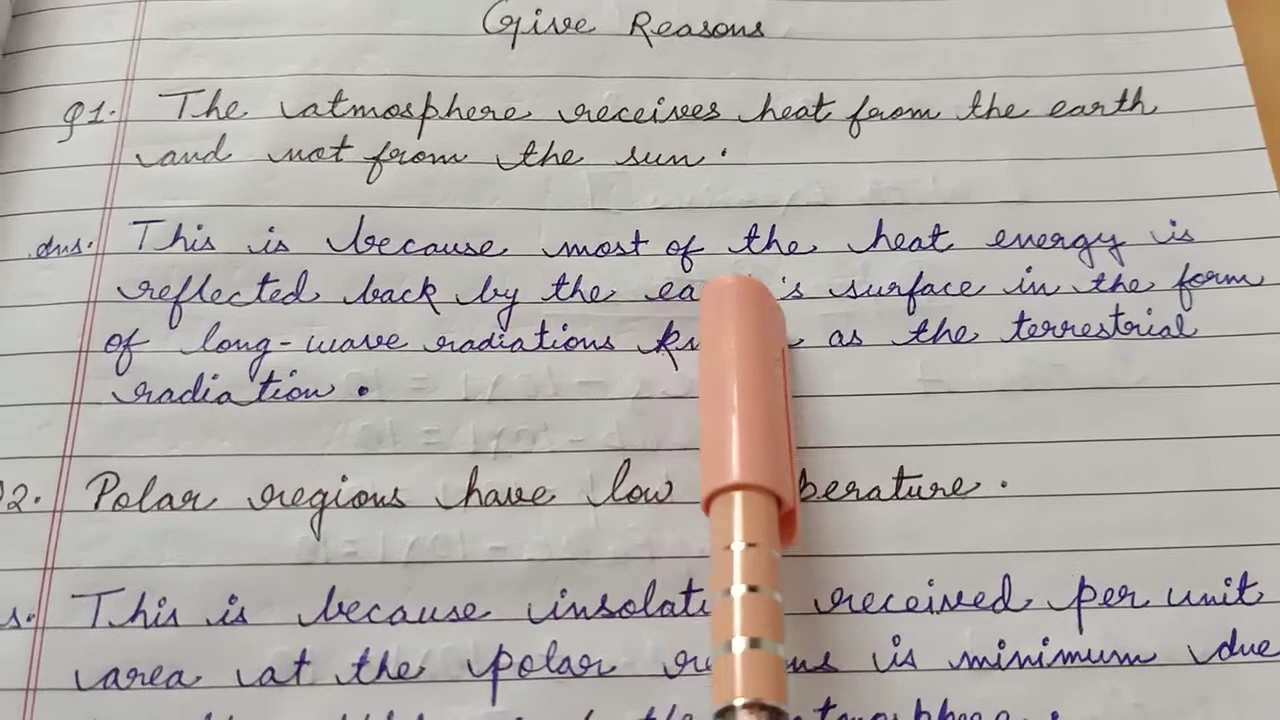 Give Reasons
Q1. The atmosphere receives heat from the earth
and not from the sun.
Ans. This is because most of the heat energy is
reflected back by the surface in the form
of long-wave radiations as the terrestrial
radiation.
2. Polar regions have low
This is because received per unit
area at the polar is minimum due